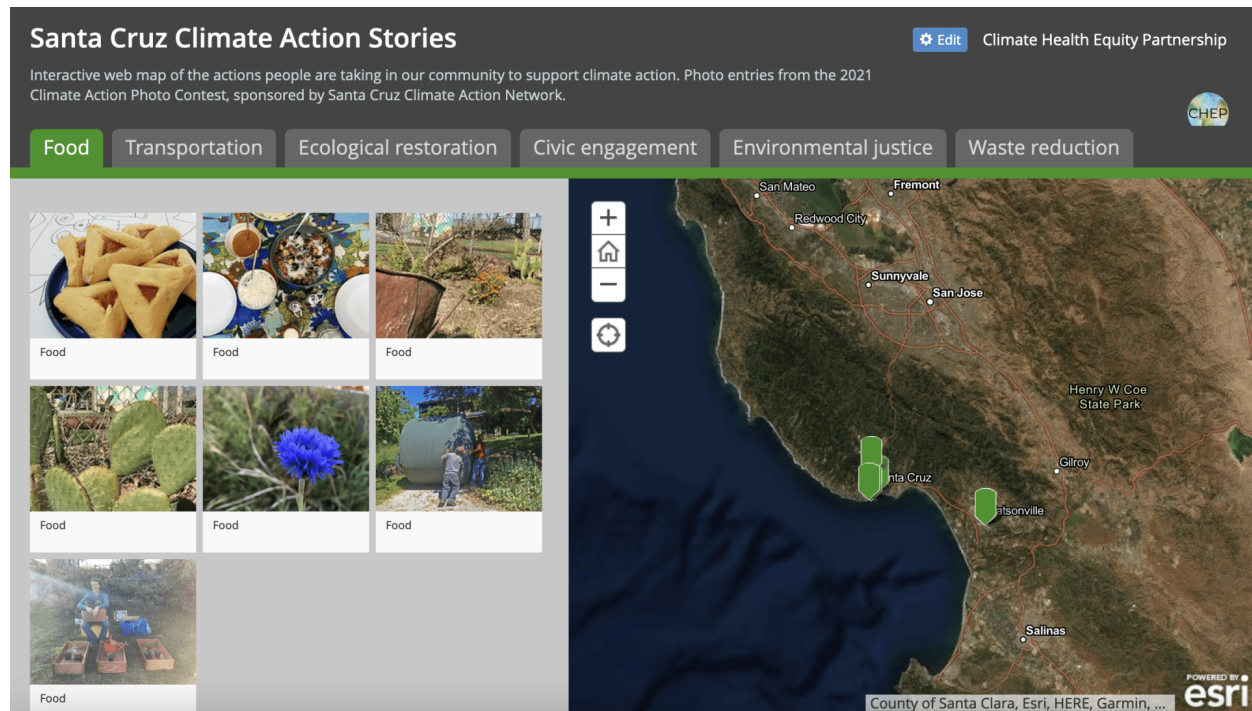 Santa Cruz Climate Action Stories
Edit
Climate Health Equity Partnership
Interactive web map of the actions people are taking in our community to support climate action. Photo entries from the 2021
Climate Action Photo Contest, sponsored by Santa Cruz Climate Action Network.
CHEP
Food
Transportation
Ecological restoration
Civic engagement
Environmental justice
Waste reduction
Food
Food
Food
Food
Food
Food
Food
San Mateo
Fremont
Redwood City
Sunnyvale
San Jose
Henry W Coe
State Park
Gilroy
nta Cruz
atsonville
Salinas
County of Santa Clara, Esri, HERE, Garmin, ...
POWERED BY
esri